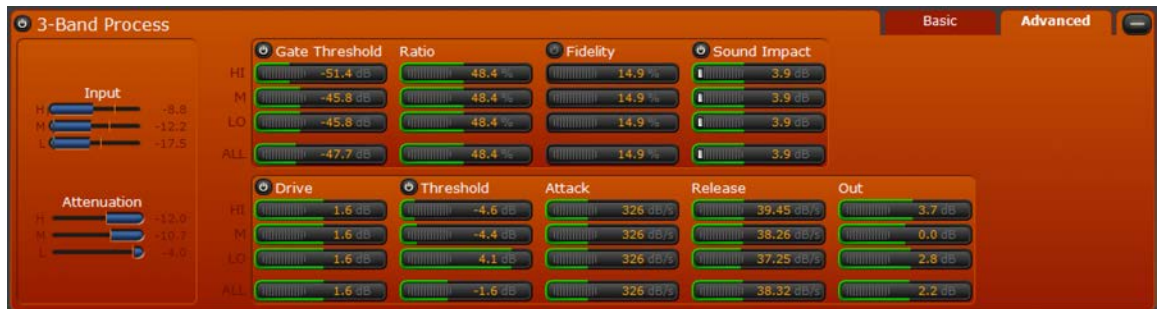 3-Band Process
Basic
Advanced
Input
H -8.8
M -12.2
L -17.5
Attenuation
H -12.0
M -10.7
L -4.0
Gate Threshold Ratio Fidelity Sound Impact
HI -51.4 dB 48.4 % 14.9 % 3.9 dB
M -45.8 dB 48.4 % 14.9 % 3.9 dB
LO -45.8 dB 48.4 % 14.9 % 3.9 dB
ALL -47.7 dB 48.4 % 14.9 % 3.9 dB
Drive Threshold Attack Release Out
HI 1.6 dB -4.6 dB 326 dB/s 39.45 dB/s 3.7 dB
M 1.6 dB -4.4 dB 326 dB/s 38.26 dB/s 0.0 dB
LO 1.6 dB 4.1 dB 326 dB/s 37.25 dB/s 2.8 dB
ALL 1.6 dB -1.6 dB 326 dB/s 38.32 dB/s 2.2 dB